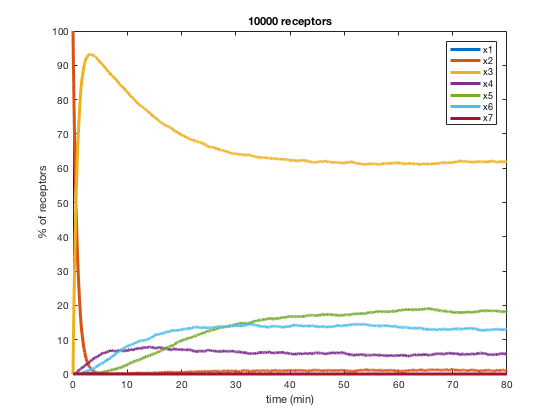 10000 receptors
100
90
80
70
60
50
40
30
20
10
0
% of receptors
0 10 20 30 40 50 60 70 80
time (min)
x1
x2
x3
x4
x5
x6
x7